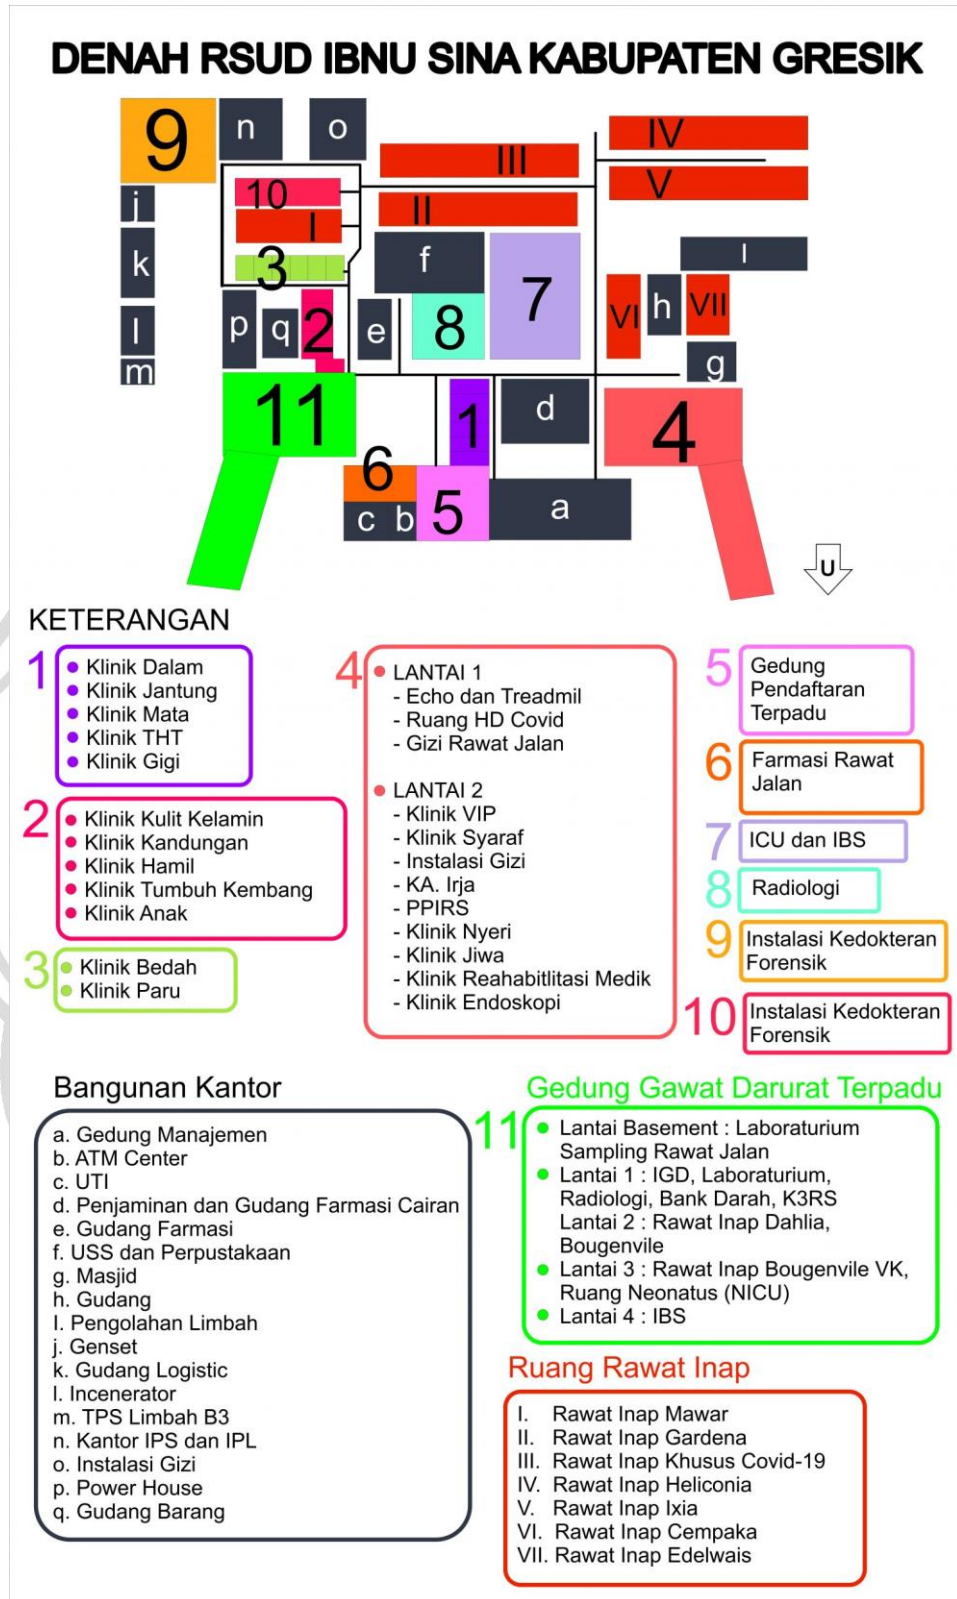 DENAH RSUD IBNU SINA KABUPATEN GRESIK
9
n
o
III
IV
V
j
10
I
II
k
3
f
7
I
l
p
q
2
e
8
VI
h
VII
m
g
11
1
d
4
6
c
b
5
a
U
KETERANGAN
1
Klinik Dalam
Klinik Jantung
Klinik Mata
Klinik THT
Klinik Gigi
2
Klinik Kulit Kelamin
Klinik Kandungan
Klinik Hamil
Klinik Tumbuh Kembang
Klinik Anak
3
Klinik Bedah
Klinik Paru
4
LANTAI 1
- Echo dan Treadmil
- Ruang HD Covid
- Gizi Rawat Jalan
LANTAI 2
- Klinik VIP
- Klinik Syaraf
- Instalasi Gizi
- KA. Irja
- PPIRS
- Klinik Nyeri
- Klinik Jiwa
- Klinik Reahabitlitasi Medik
- Klinik Endoskopi
5
Gedung
Pendaftaran
Terpadu
6
Farmasi Rawat
Jalan
7
ICU dan IBS
8
Radiologi
9
Instalasi Kedokteran
Forensik
10
Instalasi Kedokteran
Forensik
Bangunan Kantor
a. Gedung Manajemen
b. ATM Center
c. UTI
d. Penjaminan dan Gudang Farmasi Cairan
e. Gudang Farmasi
f. USS dan Perpustakaan
g. Masjid
h. Gudang
I. Pengolahan Limbah
j. Genset
k. Gudang Logistic
l. Incenerator
m. TPS Limbah B3
n. Kantor IPS dan IPL
o. Instalasi Gizi
p. Power House
q. Gudang Barang
Gedung Gawat Darurat Terpadu
11
Lantai Basement : Laboraturium
Sampling Rawat Jalan
Lantai 1 : IGD, Laboraturium,
Radiologi, Bank Darah, K3RS
Lantai 2 : Rawat Inap Dahlia,
Bougenvile
Lantai 3 : Rawat Inap Bougenvile VK,
Ruang Neonatus (NICU)
Lantai 4 : IBS
Ruang Rawat Inap
I. Rawat Inap Mawar
II. Rawat Inap Gardena
III. Rawat Inap Khusus Covid-19
IV. Rawat Inap Heliconia
V. Rawat Inap Ixia
VI. Rawat Inap Cempaka
VII. Rawat Inap Edelwais